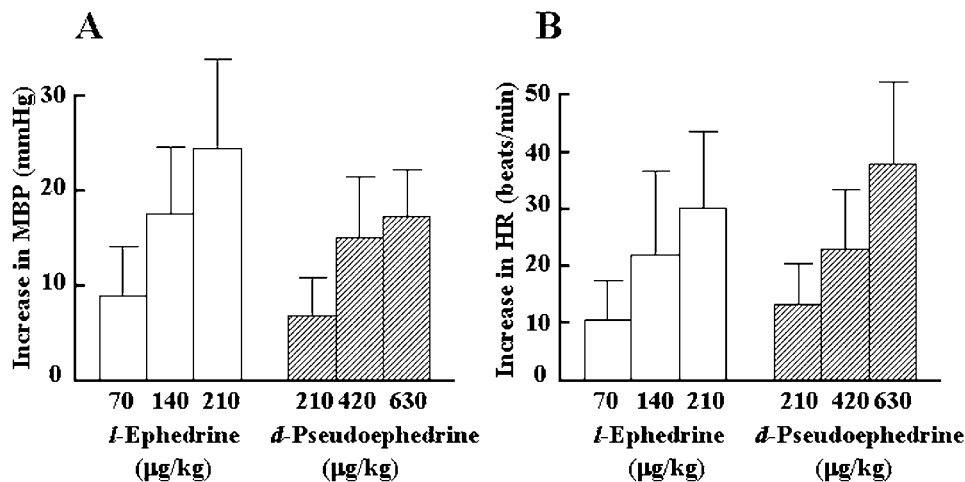 A
Increase in MBP (mmHg)
30
20
10
0
70 140 210 210 420 630
l-Ephedrine d-Pseudoephedrine
(μg/kg) (μg/kg)
B
Increase in HR (beats/min)
50
40
30
20
10
0
70 140 210 210 420 630
l-Ephedrine d-Pseudoephedrine
(μg/kg) (μg/kg)